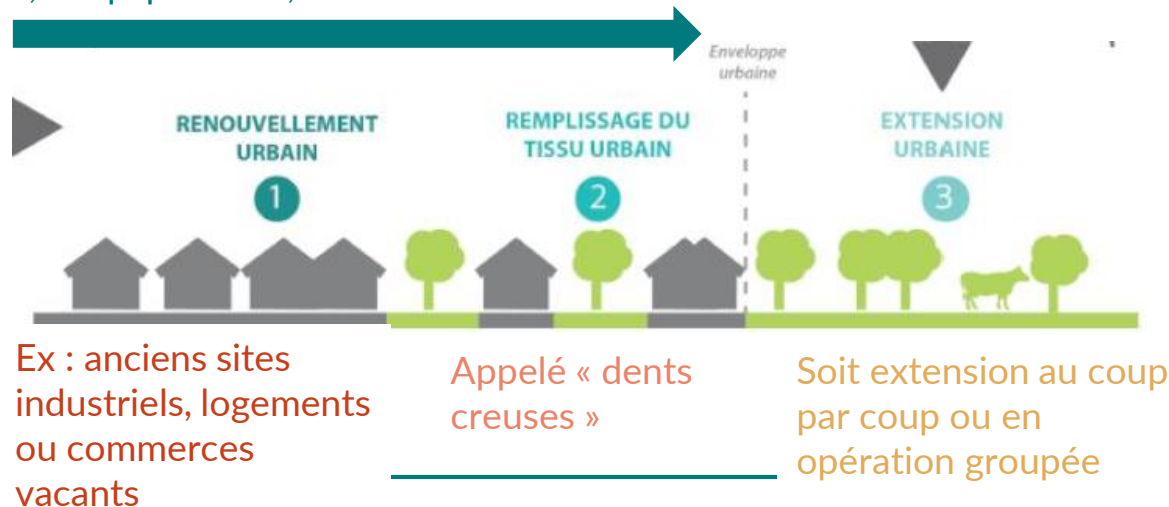 Enveloppe
urbaine
RENOUVELLEMENT
URBAIN
1
REMPLISSAGE DU
TISSU URBAIN
2
EXTENSION
URBAINE
3
Ex : anciens sites
industriels, logements
ou commerces
vacants
Appelé « dents
creuses »
Soit extension au coup
par coup ou en
opération groupée